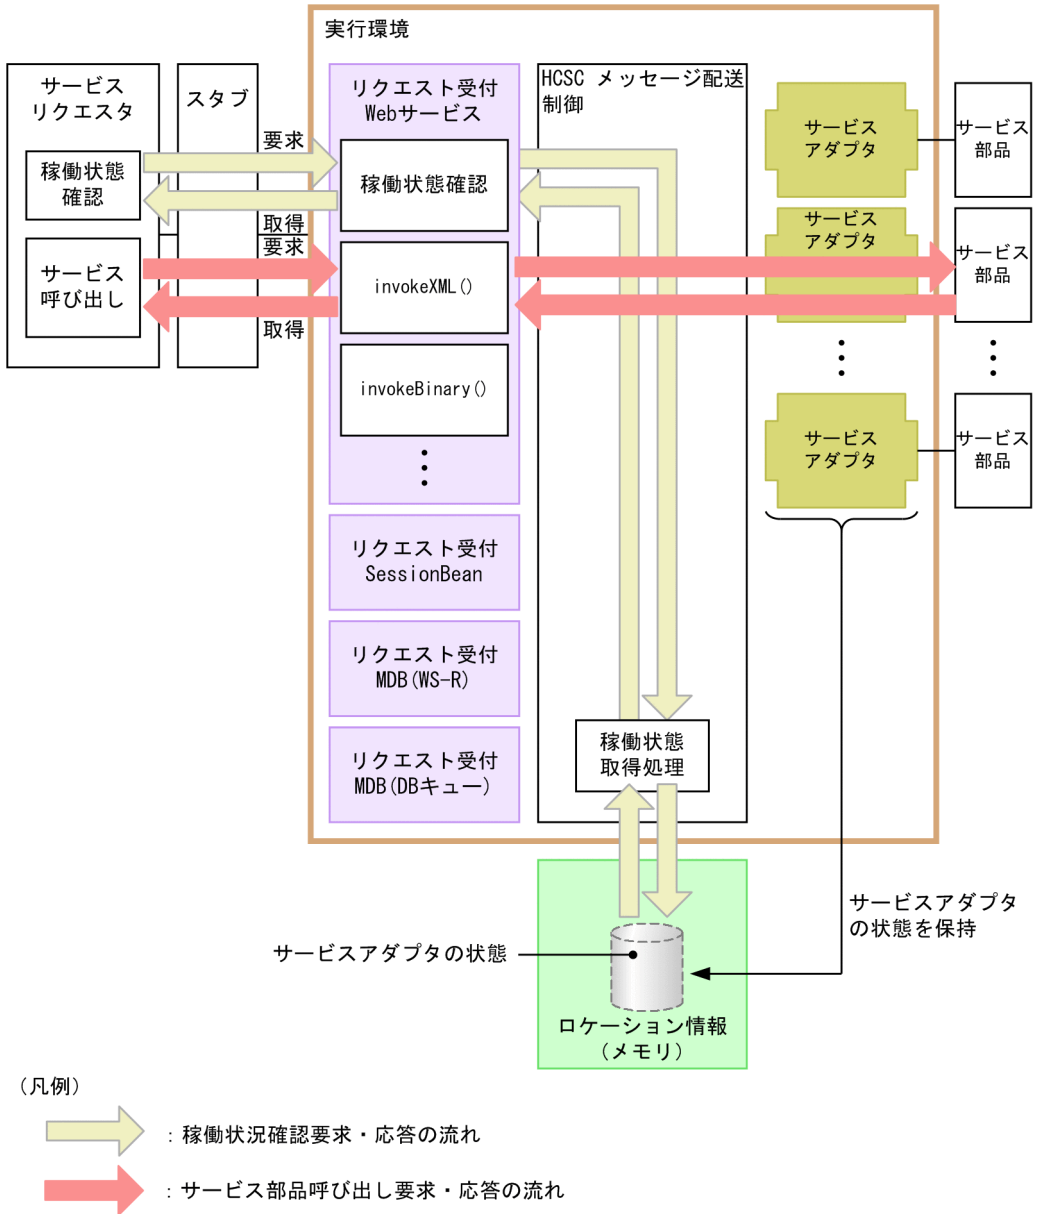 実行環境
サービス
リクエスタ
スタブ
リクエスト受付
Webサービス
HCSC メッセージ配送
制御
サービス
アダプタ
サービス
部品
要求
稼働状態
確認
稼働状態確認
取得
要求
サービス
呼び出し
invokeXML()
サービス
アダプタ
サービス
部品
取得
invokeBinary()
サービス
アダプタ
サービス
部品
リクエスト受付
SessionBean
リクエスト受付
MDB(WS-R)
リクエスト受付
MDB(DBキュー)
稼働状態
取得処理
サービスアダプタ
の状態を保持
サービスアダプタの状態
ロケーション情報
(メモリ)
(凡例)
:稼働状況確認要求・応答の流れ
:サービス部品呼び出し要求・応答の流れ